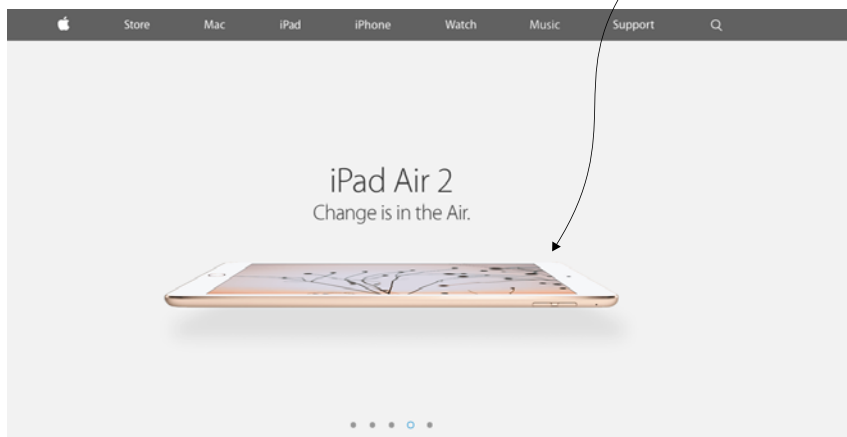 Store Mac iPad iPhone Watch Music Support
iPad Air 2
Change is in the Air.